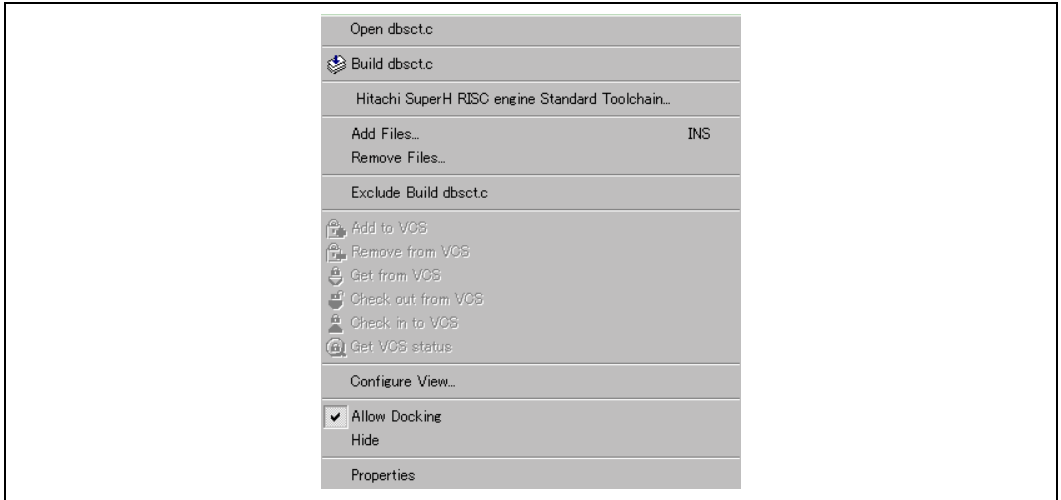 Open dbsct.c
Build dbsct.c
Hitachi SuperH RISC engine Standard Toolchain...
Add Files... INS
Remove Files...
Exclude Build dbsct.c
Add to VCS
Remove from VCS
Get from VCS
Check out from VCS
Check in to VCS
Get VCS status
Configure View...
Allow Docking
Hide
Properties